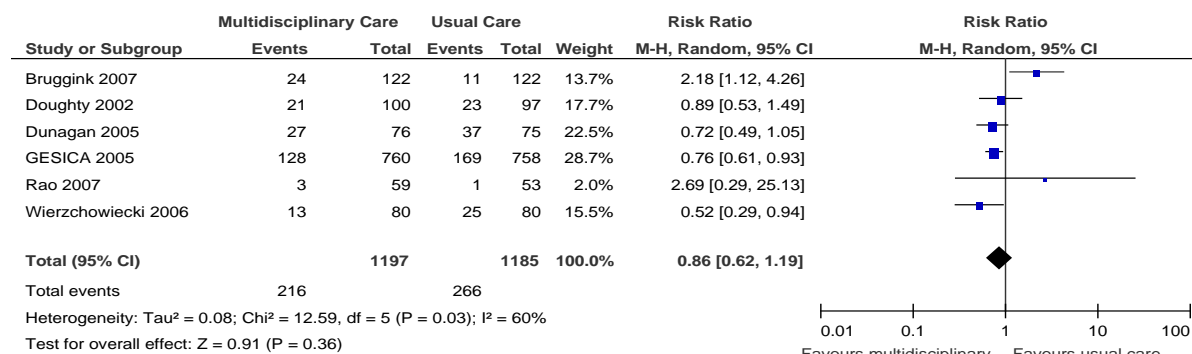 Multidisciplinary Care Usual Care Risk Ratio Risk Ratio
Study or Subgroup Events Total Events Total Weight M-H, Random, 95% CI M-H, Random, 95% CI
Bruggink 2007 24 122 11 122 13.7% 2.18 [1.12, 4.26]
Doughty 2002 21 100 23 97 17.7% 0.89 [0.53, 1.49]
Dunagan 2005 27 76 37 75 22.5% 0.72 [0.49, 1.05]
GESICA 2005 128 760 169 758 28.7% 0.76 [0.61, 0.93]
Rao 2007 3 59 1 53 2.0% 2.69 [0.29, 25.13]
Wierzchowiecki 2006 13 80 25 80 15.5% 0.52 [0.29, 0.94]
Total (95% CI) 1197 1185 100.0% 0.86 [0.62, 1.19]
Total events 216 266
Heterogeneity: Tau² = 0.08; Chi² = 12.59, df = 5 (P = 0.03); I² = 60%
Test for overall effect: Z = 0.91 (P = 0.36)
0.01 0.1 1 10 100
Favours multidisciplinary Favours usual care